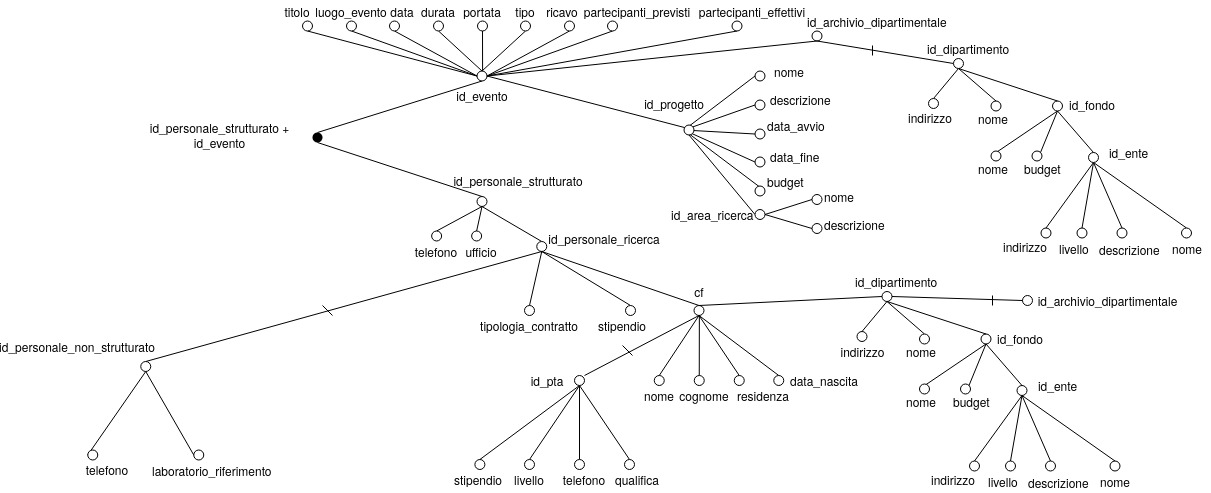 titolo luogo_evento data durata portata tipo ricavo partecipanti_previsti partecipanti_effettivi
id_archivio_dipartimentale
id_dipartimento
nome
id_evento
descrizione
id_progetto
id_fondo
indirizzo
nome
id_personale_strutturato +
id_evento
data_avvio
data_fine
id_ente
nome
budget
budget
id_personale_strutturato
nome
id_area_ricerca
descrizione
id_personale_ricerca
telefono
ufficio
indirizzo
livello
descrizione
nome
id_dipartimento
cf
id_archivio_dipartimentale
tipologia_contratto
stipendio
id_personale_non_strutturato
indirizzo
nome
id_fondo
id_pta
data_nascita
id_ente
nome
cognome
residenza
nome
budget
telefono
laboratorio_riferimento
stipendio
livello
telefono
qualifica
indirizzo
livello
descrizione
nome